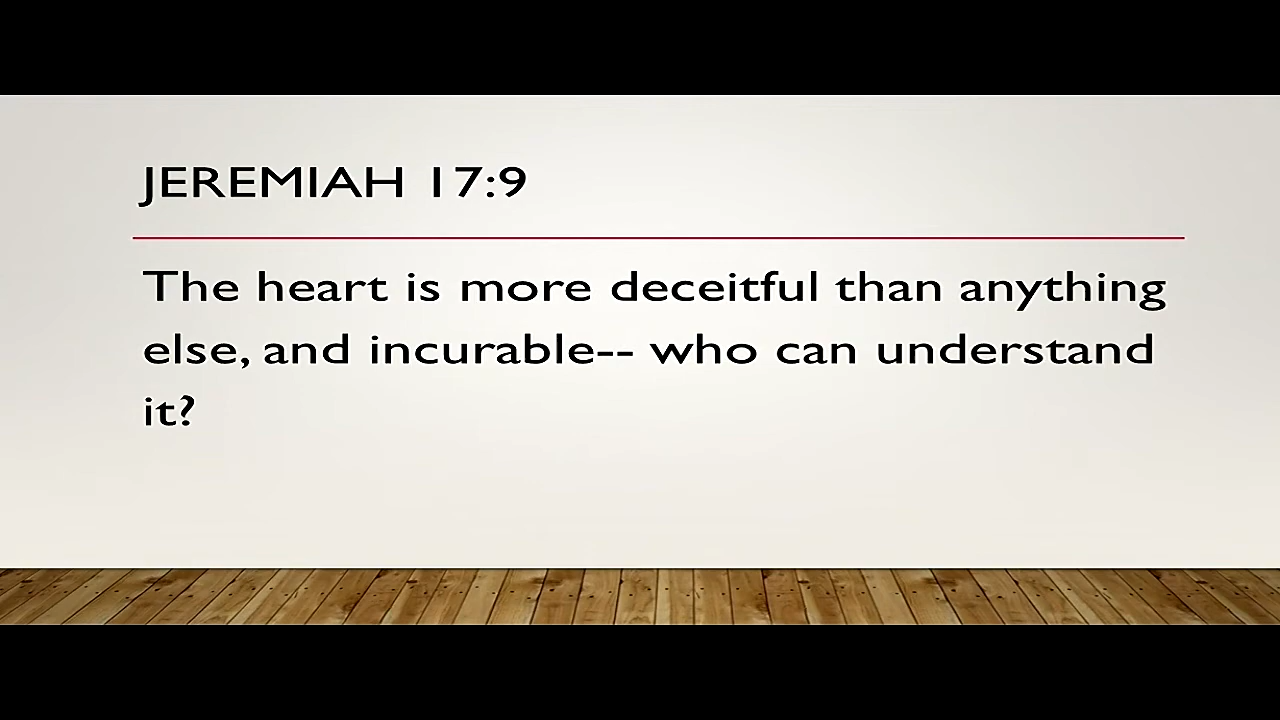 JEREMIAH 17:9
The heart is more deceitful than anything
else, and incurable-- who can understand
it?